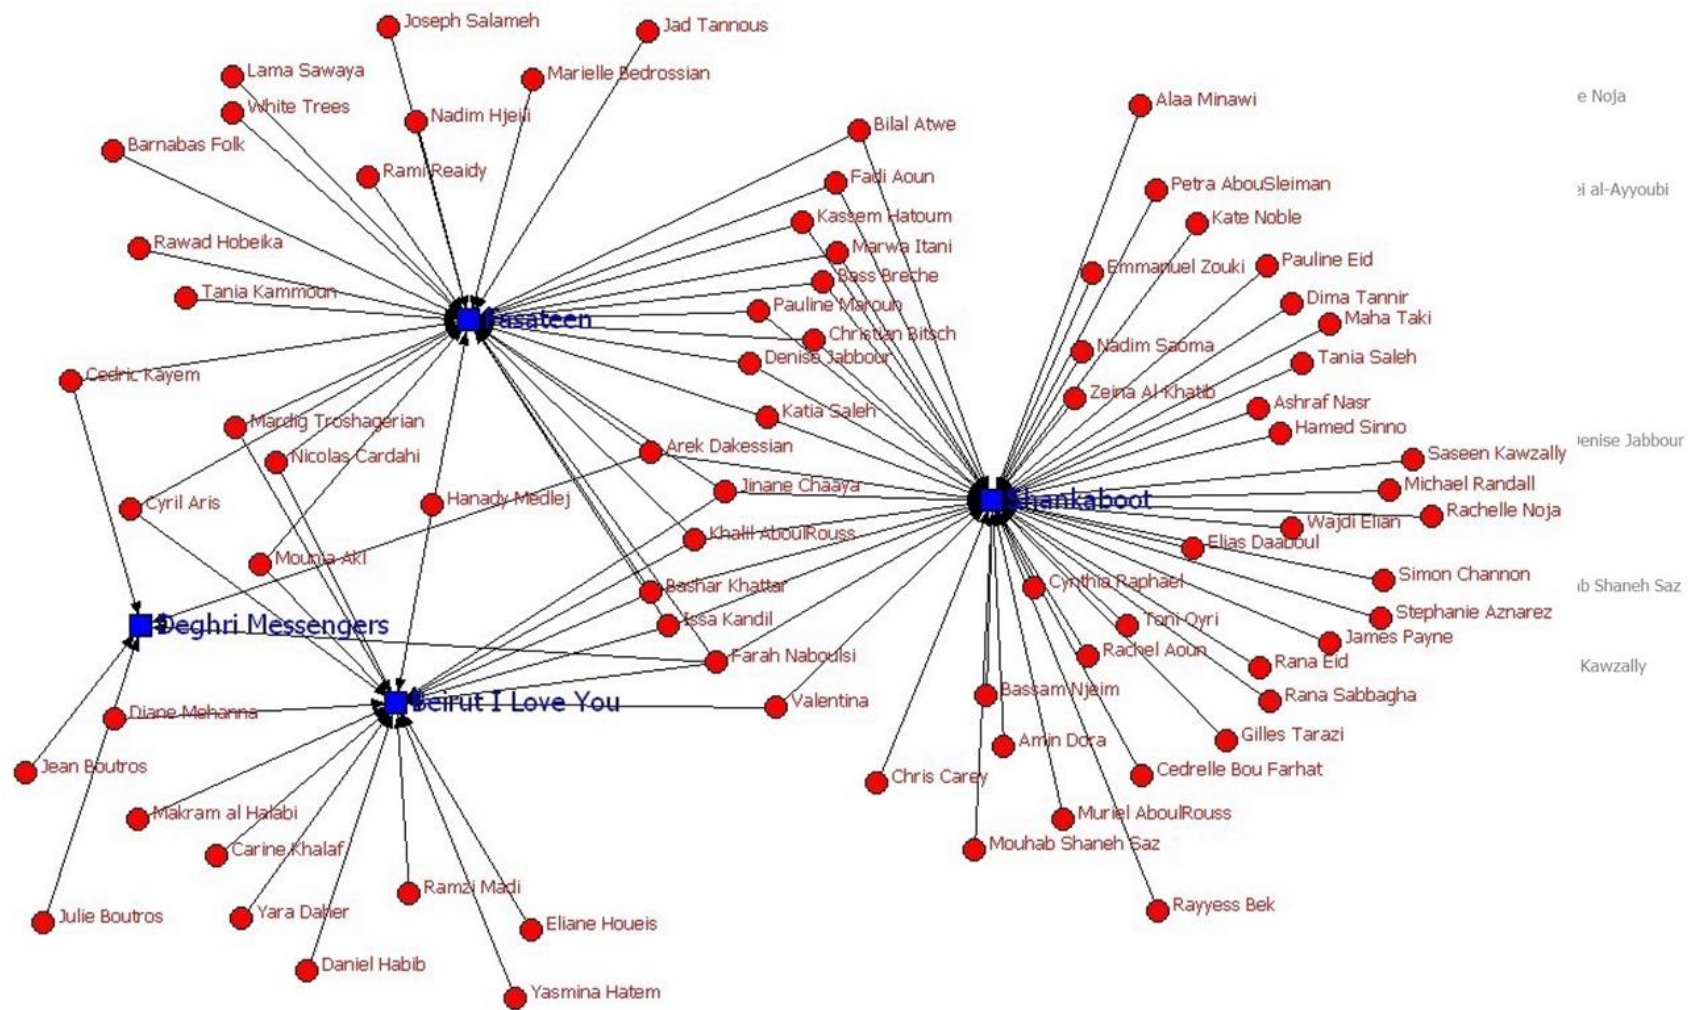 Joseph Salameh
Jad Tannous
Lama Sawaya
Marielle Bedrossian
White Trees
Nadim Hjeili
Barnabas Folk
Rami Reaidy
Rawad Hobeika
Tania Kammoun
Bilal Atwe
Fadi Aoun
Kassem Hatoum
Marwa Itani
Bass Breche
Pauline Maroun
Christian Bitsch
Denise Jabbour
Katia Saleh
Arek Dakessian
Jinane Chaaya
Khalil AboulRouss
Bashar Khattar
Issa Kandil
Farah Naboulsi
Valentina
Cedric Kayem
Mardig Troshagerian
Nicolas Cardahi
Cyril Aris
Hanady Medlej
Mounia Akl
Deghri Messengers
Beirut I Love You
Shankaboot
Diane Mehanna
Jean Boutros
Julie Boutros
Makram al Halabi
Carine Khalaf
Yara Daher
Daniel Habib
Ramzi Madi
Eliane Houeis
Yasmina Hatem
Alaa Minawi
Petra AbouSleiman
Kate Noble
Emmanuel Zouki
Pauline Eid
Dima Tannir
Maha Taki
Nadim Saoma
Tania Saleh
Zeina Al Khatib
Ashraf Nasr
Hamed Sinno
Saseen Kawzally
Michael Randall
Rachelle Noja
Wajdi Elian
Elias Daaboul
Simon Channon
Cynthia Raphael
Stephanie Aznarez
Toni Oyri
James Payne
Rachel Aoun
Rana Eid
Bassam Njeim
Rana Sabbagha
Gilles Tarazi
Amin Dora
Chris Carey
Cedrelle Bou Farhat
Muriel AboulRouss
Mouhab Shaneh Saz
Rayyess Bek
e Noja
al-Ayyoubi
Jabbour
Shaneh Saz
Kawzally